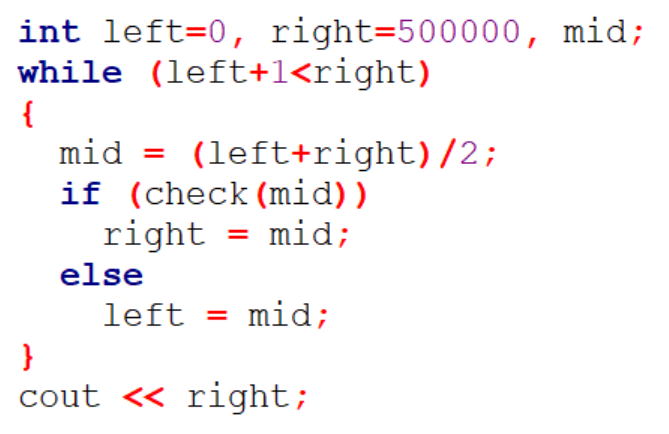 int left=0, right=500000, mid;
while (left+1<right)
{
mid = (left+right)/2;
if (check(mid))
right = mid;
else
left = mid;
}
cout << right;